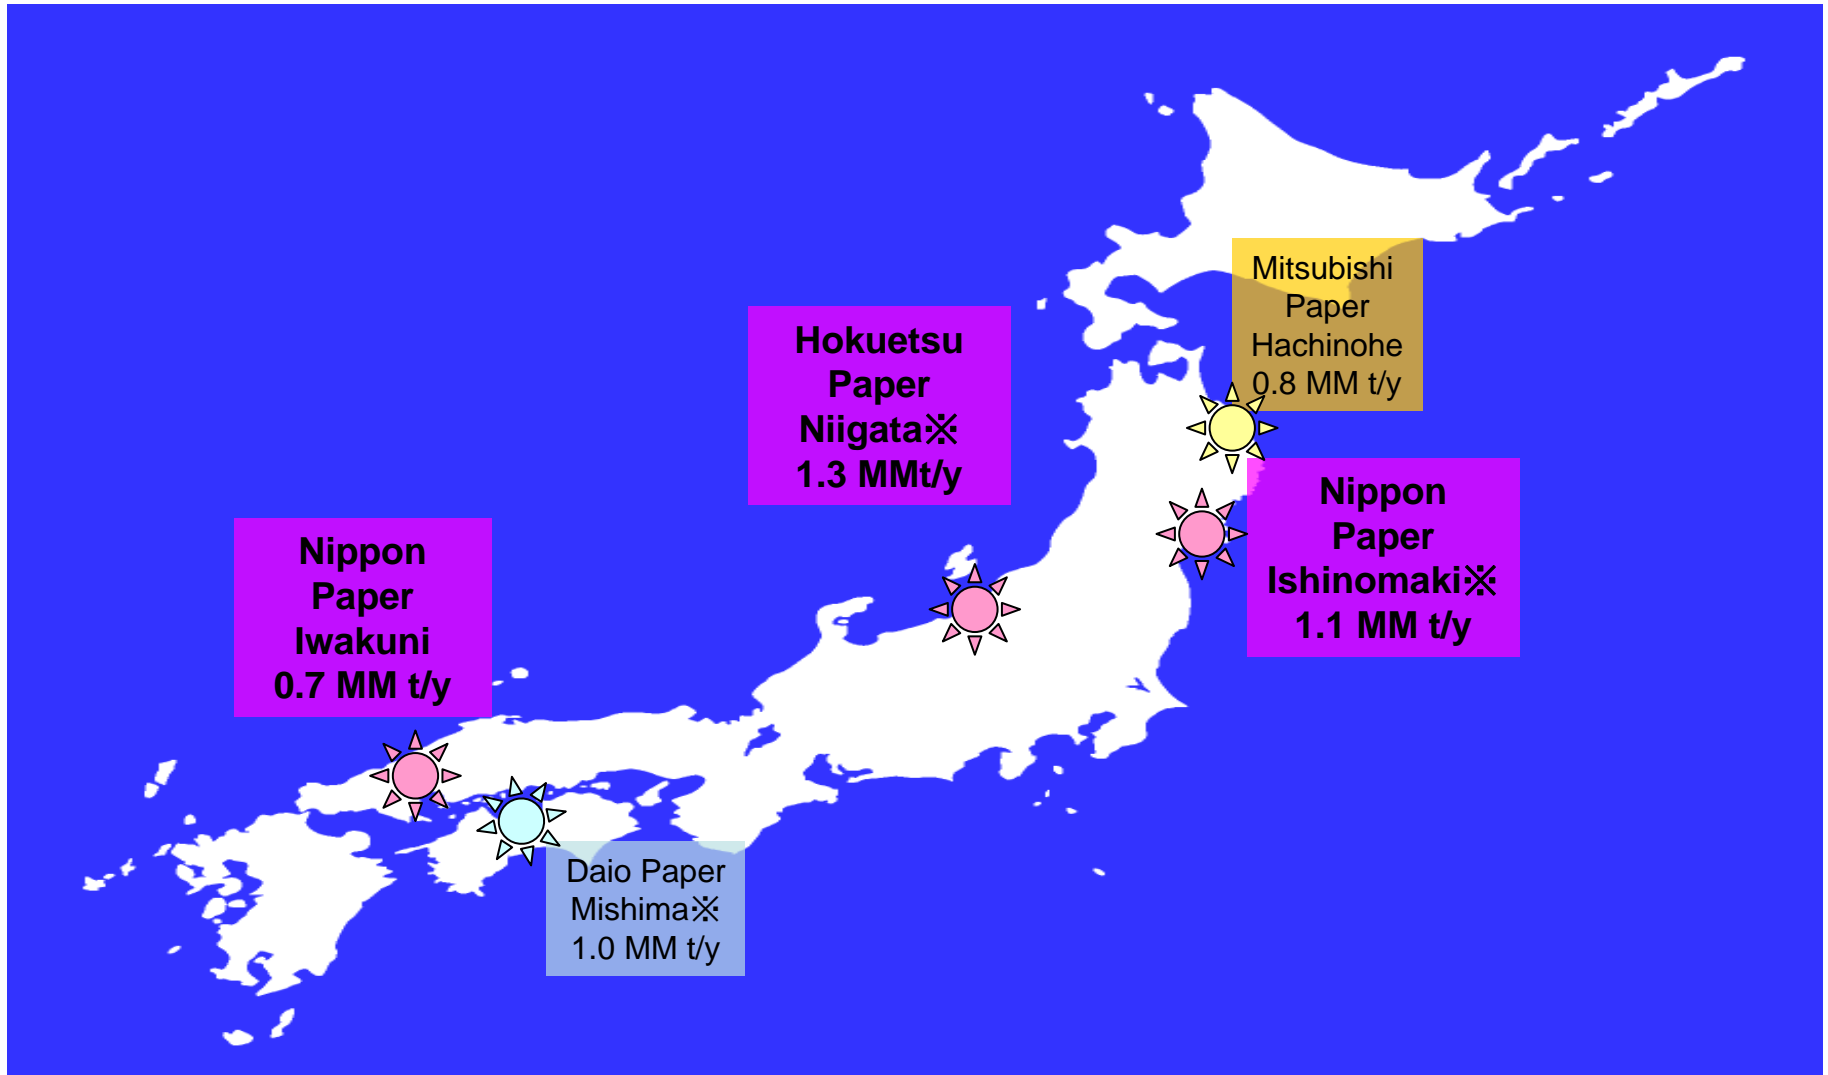 Mitsubishi
Paper
Hachinohe
0.8 MM t/y
Hokuetsu
Paper
Niigata※
1.3 MMt/y
Nippon
Paper
Ishinomaki※
1.1 MM t/y
Nippon
Paper
Iwakuni
0.7 MM t/y
Daio Paper
Mishima※
1.0 MM t/y